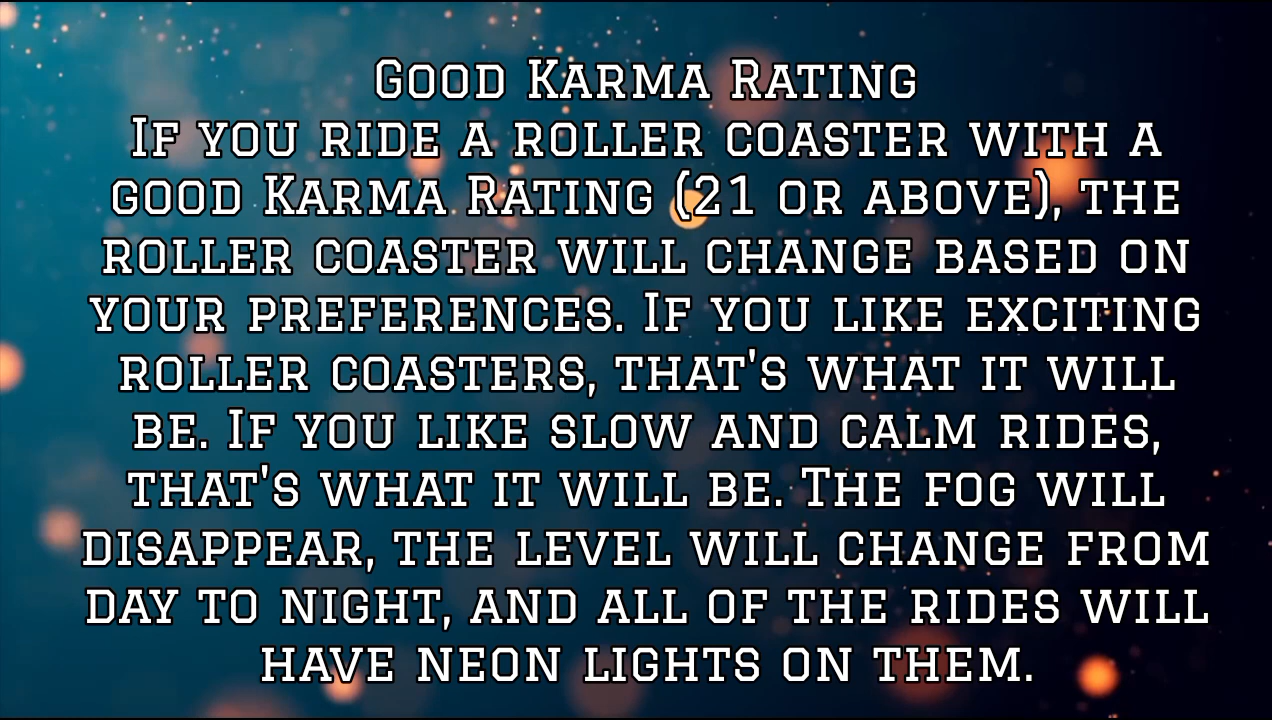 Good Karma Rating
If you ride a roller coaster with a
good Karma Rating (21 or above), the
roller coaster will change based on
your preferences. If you like exciting
roller coasters, that's what it will
be. If you like slow and calm rides,
that's what it will be. The fog will
disappear, the level will change from
day to night, and all of the rides will
have neon lights on them.